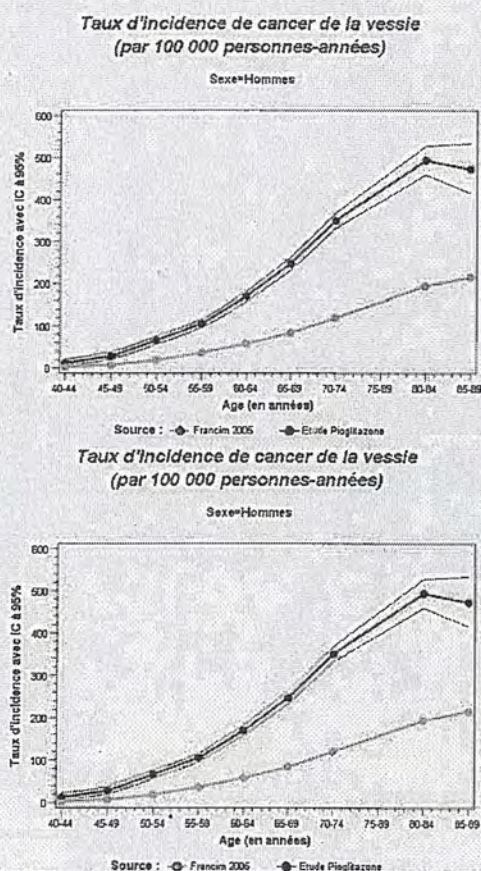 Taux d'incidence de cancer de la vessie
(par 100 000 personnes-années)
Sexe=Hommes
Taux d'incidence avec IC à 95%
600
500
400
300
200
100
0
40-44 45-49 50-54 55-59 60-64 65-69 70-74 75-89 80-84 85-89
Age (en années)
Source : Francim 2005 Etude Pioglitazone
Taux d'incidence de cancer de la vessie
(par 100 000 personnes-années)
Sexe=Hommes
Taux d'incidence avec IC à 95%
600
500
400
300
200
100
0
40-44 45-49 50-54 55-59 60-64 65-69 70-74 75-89 80-84 85-89
Age (en années)
Source : Francim 2005 Etude Pioglitazone